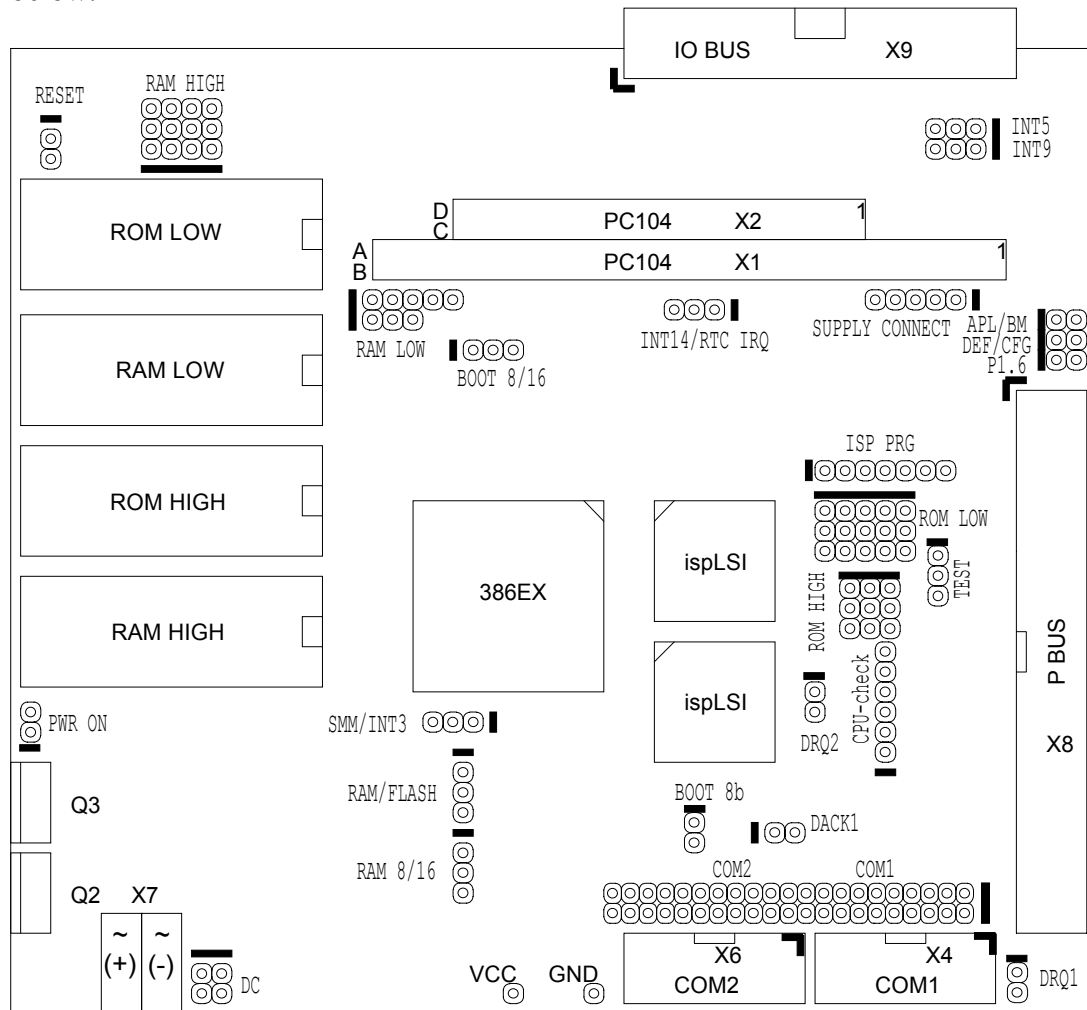 IO BUS X9
RESET
RAM HIGH
INT5
INT9
ROM LOW
D
C
PC104 X2 1
A
B
PC104 X1 1
RAM LOW
INT14/RTC IRQ
SUPPLY CONNECT
APL/BM
DEF/CFG
P1.6
BOOT 8/16
RAM LOW
ISP PRG
ROM HIGH
ROM LOW
386EX
ispLSI
TEST
ROM HIGH
RAM HIGH
P BUS
X8
ispLSI
CPU-check
PWR ON
SMM/INT3
DRQ2
RAM/FLASH
BOOT 8b
Q3
DACK1
RAM 8/16
COM2
COM1
Q2
X7
~
(+)
~
(-)
DC
VCC
GND
X6
COM2
X4
COM1
DRQ1